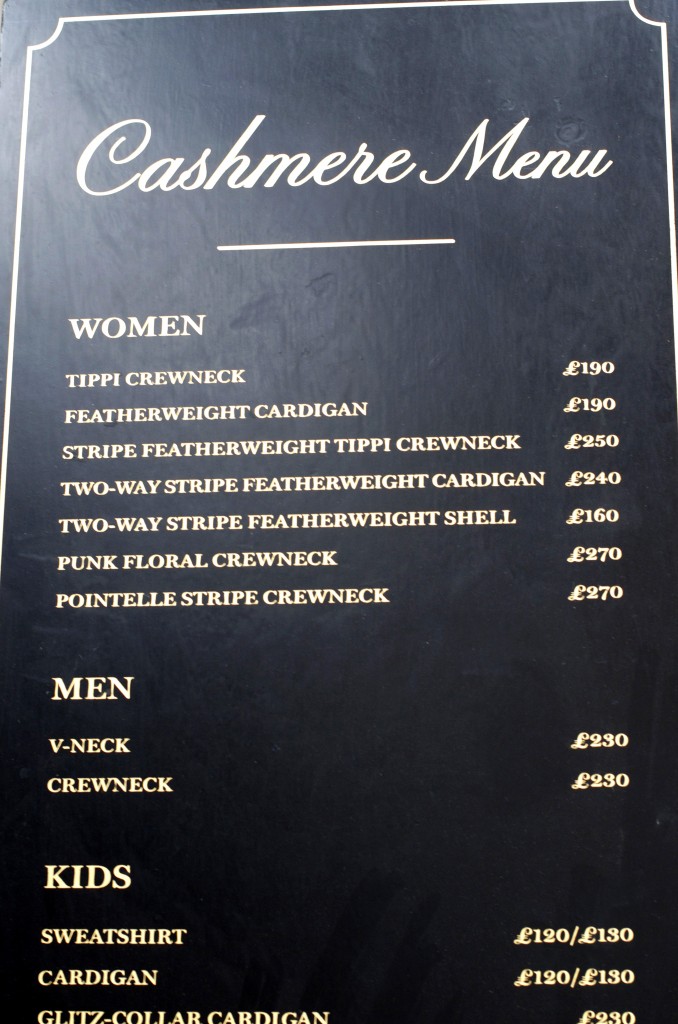 Cashmere Menu
WOMEN
TIPPI CREWNECK £190
FEATHERWEIGHT CARDIGAN £190
STRIPE FEATHERWEIGHT TIPPI CREWNECK £250
TWO-WAY STRIPE FEATHERWEIGHT CARDIGAN £240
TWO-WAY STRIPE FEATHERWEIGHT SHELL £160
PUNK FLORAL CREWNECK £270
POINTELLE STRIPE CREWNECK £270
MEN
V-NECK £230
CREWNECK £230
KIDS
SWEATSHIRT £120/£130
CARDIGAN £120/£130
GLITZ-COLLAR CARDIGAN £230